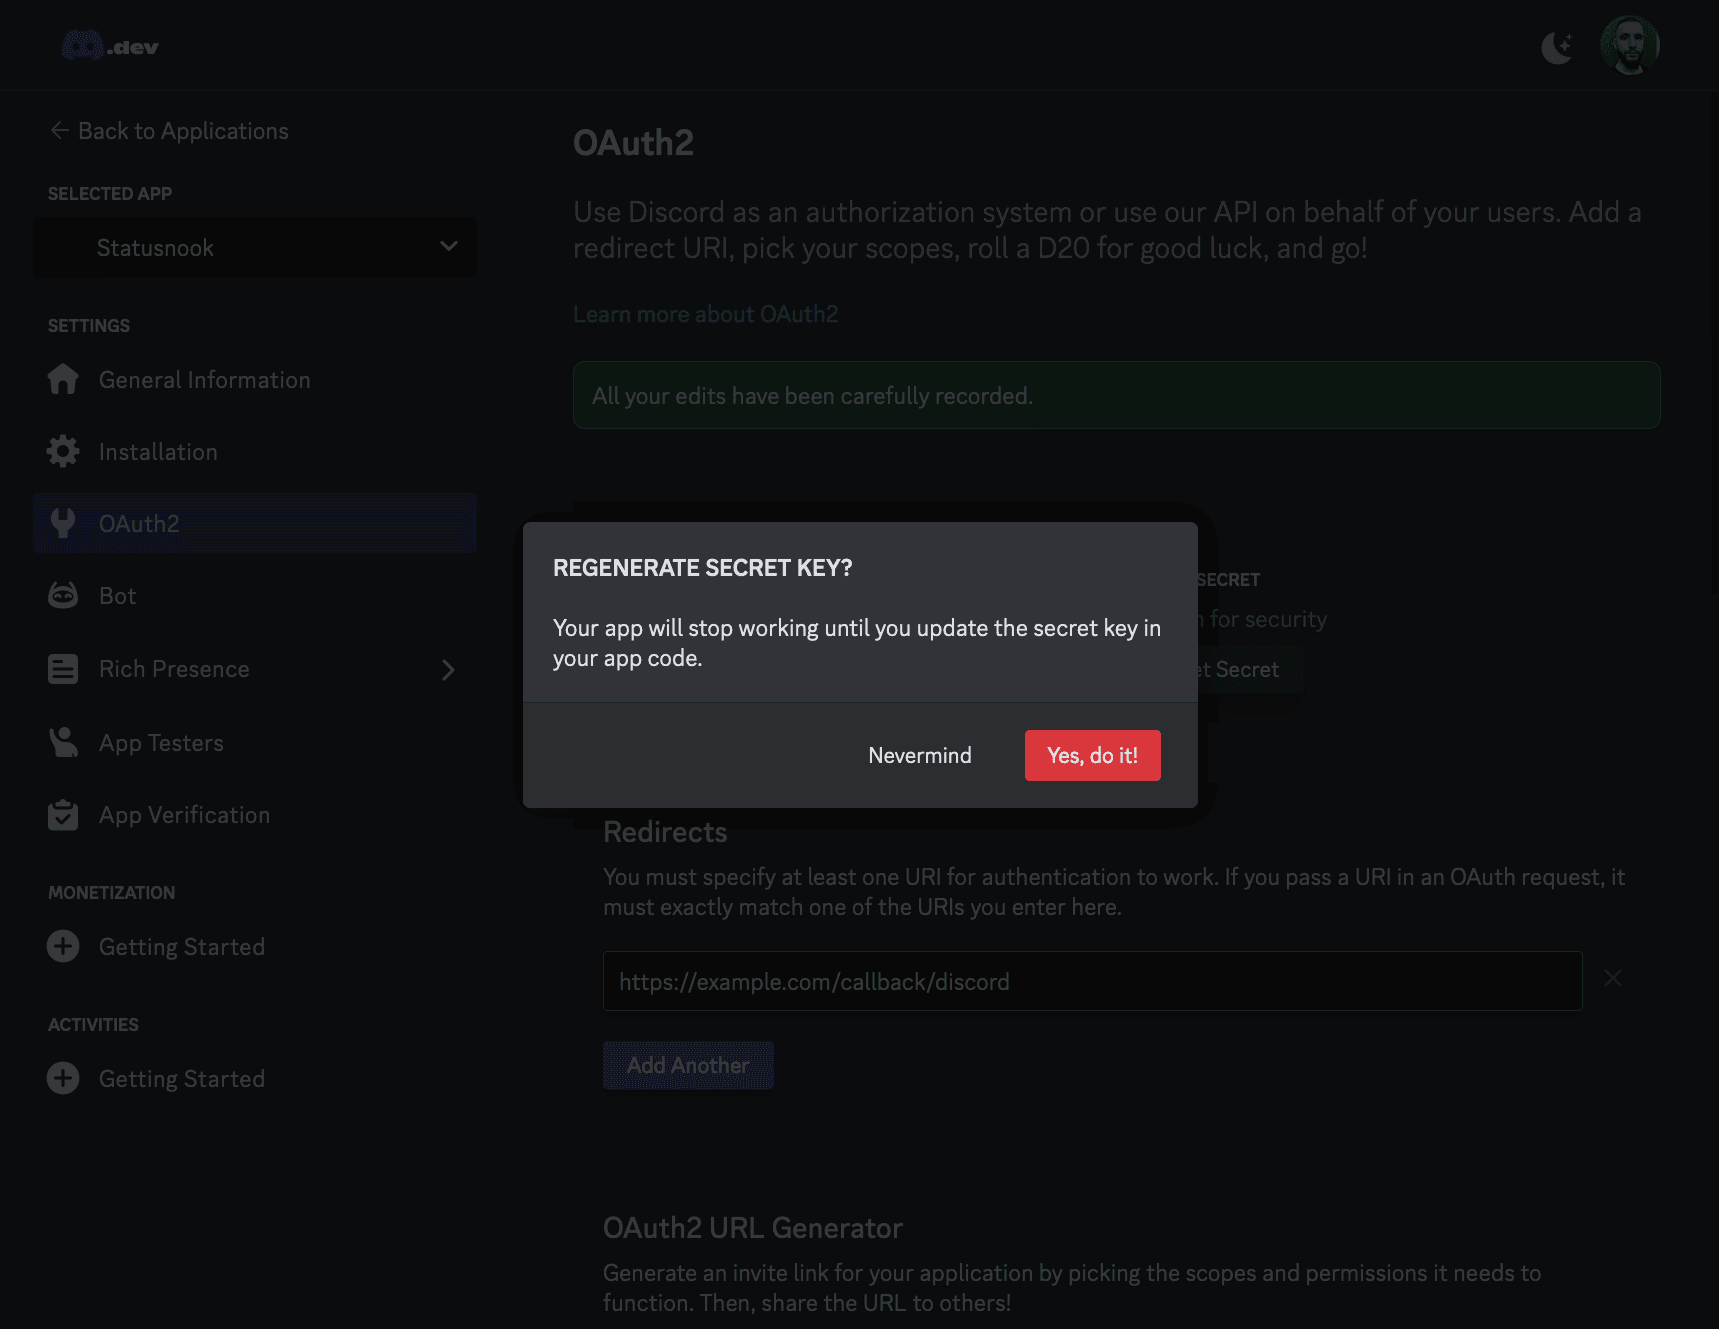 .dev
Back to Applications
SELECTED APP
Statusnook
SETTINGS
General Information
Installation
OAuth2
Bot
Rich Presence
App Testers
App Verification
MONETIZATION
Getting Started
ACTIVITIES
Getting Started
OAuth2
Use Discord as an authorization system or use our API on behalf of your users. Add a
redirect URI, pick your scopes, roll a D20 for good luck, and go!
Learn more about OAuth2
All your edits have been carefully recorded.
SECRET
for security
Secret
REGENERATE SECRET KEY?
Your app will stop working until you update the secret key in
your app code.
Nevermind
Yes, do it!
Redirects
You must specify at least one URI for authentication to work. If you pass a URI in an OAuth request, it
must exactly match one of the URIs you enter here.
https://example.com/callback/discord
Add Another
OAuth2 URL Generator
Generate an invite link for your application by picking the scopes and permissions it needs to
function. Then, share the URL to others!